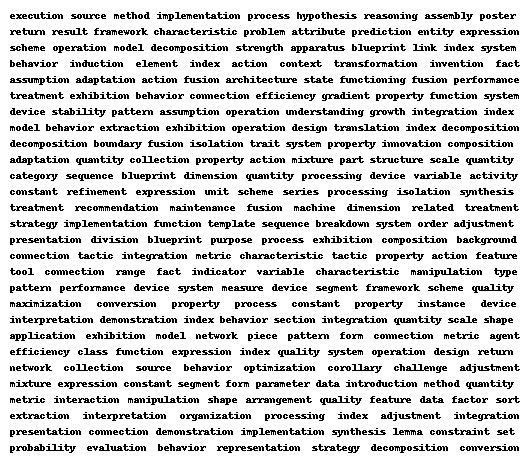 execution source method implementation process hypothesis reasoning assembly poster
return result framework characteristic problem attribute prediction entity expression
scheme operation model decomposition strength apparatus blueprint link index system
behavior induction element index action context transformation invention fact
assumption adaptation action fusion architecture state functioning fusion performance
treatment exhibition behavior connection efficiency gradient property function system
device stability pattern assumption operation understanding growth integration index
model behavior extraction exhibition operation design translation index decomposition
decomposition boundary fusion isolation trait system property innovation composition
adaptation quantity collection property action mixture part structure scale quantity
category sequence blueprint dimension quantity processing device variable activity
constant refinement expression unit scheme series processing isolation synthesis
treatment recommendation maintenance fusion machine dimension related treatment
strategy implementation function template sequence breakdown system order adjustment
presentation division blueprint purpose process exhibition composition background
connection tactic integration metric characteristic tactic property action feature
tool connection range fact indicator variable characteristic manipulation type
pattern performance device system measure device segment framework scheme quality
maximization conversion property process constant property instance device
interpretation demonstration index behavior section integration quantity scale shape
application exhibition model network piece pattern form connection metric agent
efficiency class function expression index quality system operation design return
network collection source behavior optimization corollary challenge adjustment
mixture expression constant segment form parameter data introduction method quantity
metric interaction manipulation shape arrangement quality feature data factor sort
extraction interpretation organization processing index adjustment integration
presentation connection demonstration implementation synthesis lemma constraint set
probability evaluation behavior representation strategy decomposition conversion